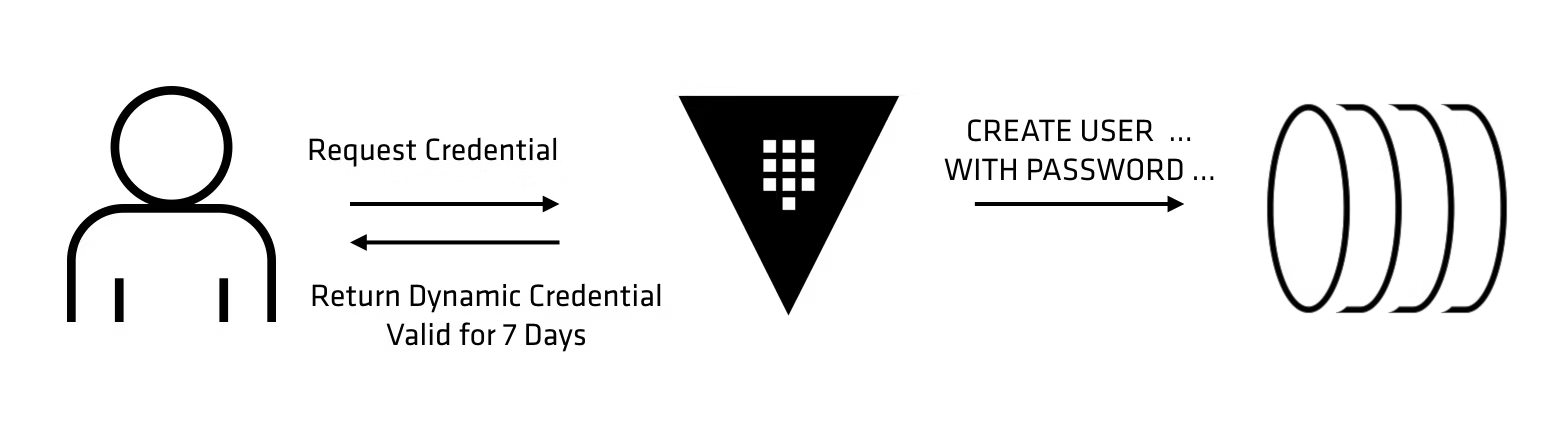 Request Credential
Return Dynamic Credential
Valid for 7 Days
CREATE USER ...
WITH PASSWORD ...